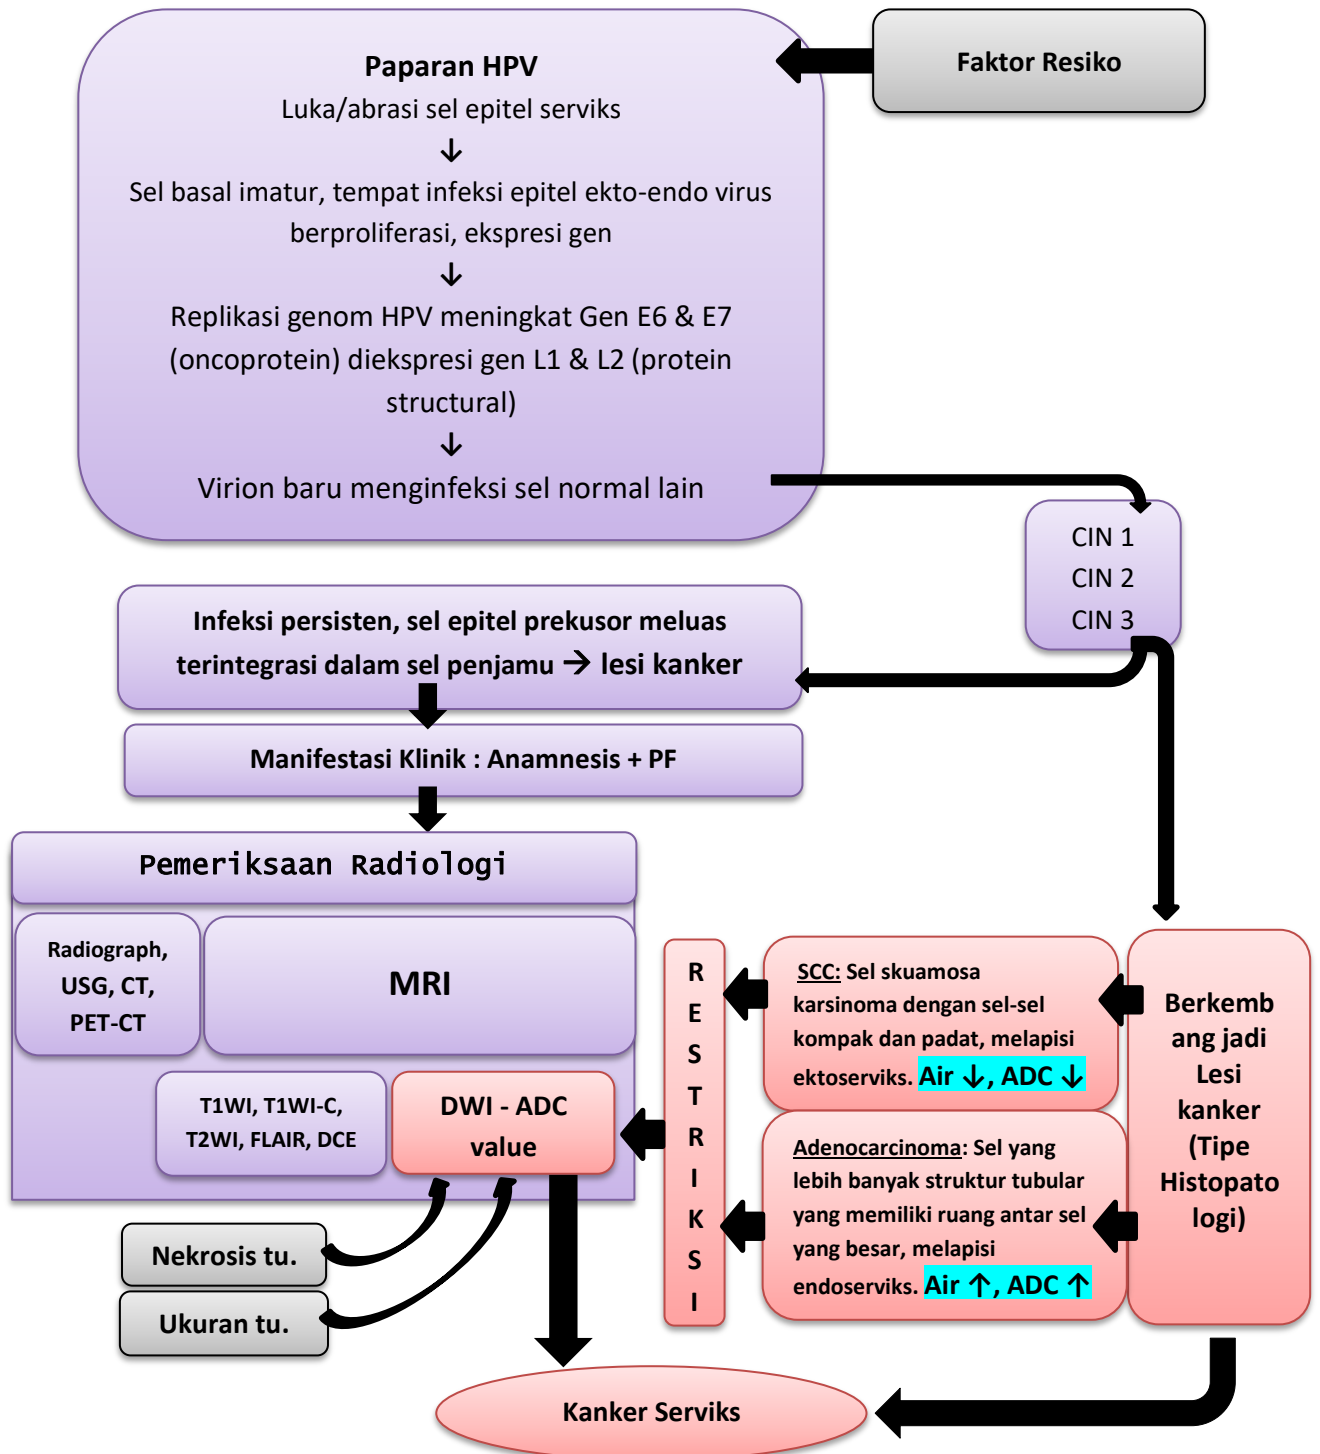 Faktor Resiko
Paparan HPV
Luka/abrasi sel epitel serviks
↓
Sel basal imatur, tempat infeksi epitel ekto-endo virus
berproliferasi, ekspresi gen
↓
Replikasi genom HPV meningkat Gen E6 & E7
(oncoprotein) diekspresi gen L1 & L2 (protein
structural)
↓
Virion baru menginfeksi sel normal lain
CIN 1
CIN 2
CIN 3
Infeksi persisten, sel epitel prekusor meluas
terintegrasi dalam sel penjamu → lesi kanker
Manifestasi Klinik : Anamnesis + PF
Pemeriksaan Radiologi
Radiograph,
USG, CT,
PET-CT
MRI
T1WI, T1WI-C,
T2WI, FLAIR, DCE
DWI - ADC
value
R
E
S
T
R
I
K
S
I
SCC: Sel skuamosa
karsinoma dengan sel-sel
kompak dan padat, melapisi
ektoserviks. Air ↓, ADC ↓
Adenocarcinoma: Sel yang
lebih banyak struktur tubular
yang memiliki ruang antar sel
yang besar, melapisi
endoserviks. Air ↑, ADC ↑
Berkemb
ang jadi
Lesi
kanker
(Tipe
Histopato
logi)
Nekrosis tu.
Ukuran tu.
Kanker Serviks